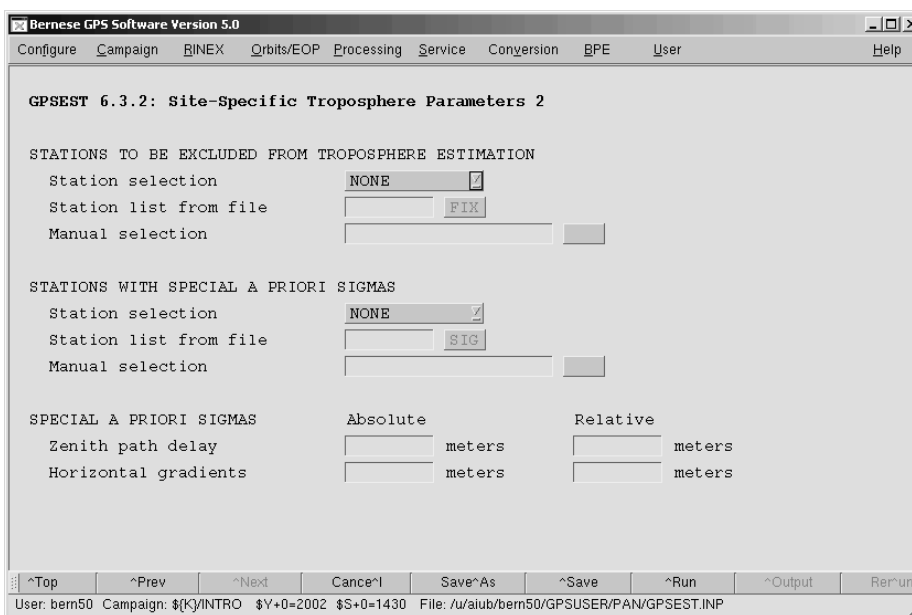 Bernese GPS Software Version 5.0
Configure Campaign RINEX Orbits/EOP Processing Service Conversion BPE User Help
GPSEST 6.3.2: Site-Specific Troposphere Parameters 2
STATIONS TO BE EXCLUDED FROM TROPOSPHERE ESTIMATION
Station selection NONE
Station list from file FIX
Manual selection
STATIONS WITH SPECIAL A PRIORI SIGMAS
Station selection NONE
Station list from file SIG
Manual selection
SPECIAL A PRIORI SIGMAS Absolute Relative
Zenith path delay meters meters
Horizontal gradients meters meters
^Top ^Prev ^Next Cance^l Save^As ^Save ^Run ^Output Rer^un
User: bern50 Campaign: ${K}/INTRO $Y+0=2002 $S+0=1430 File: /u/aiub/bern50/GPSUSER/PAN/GPSEST.INP